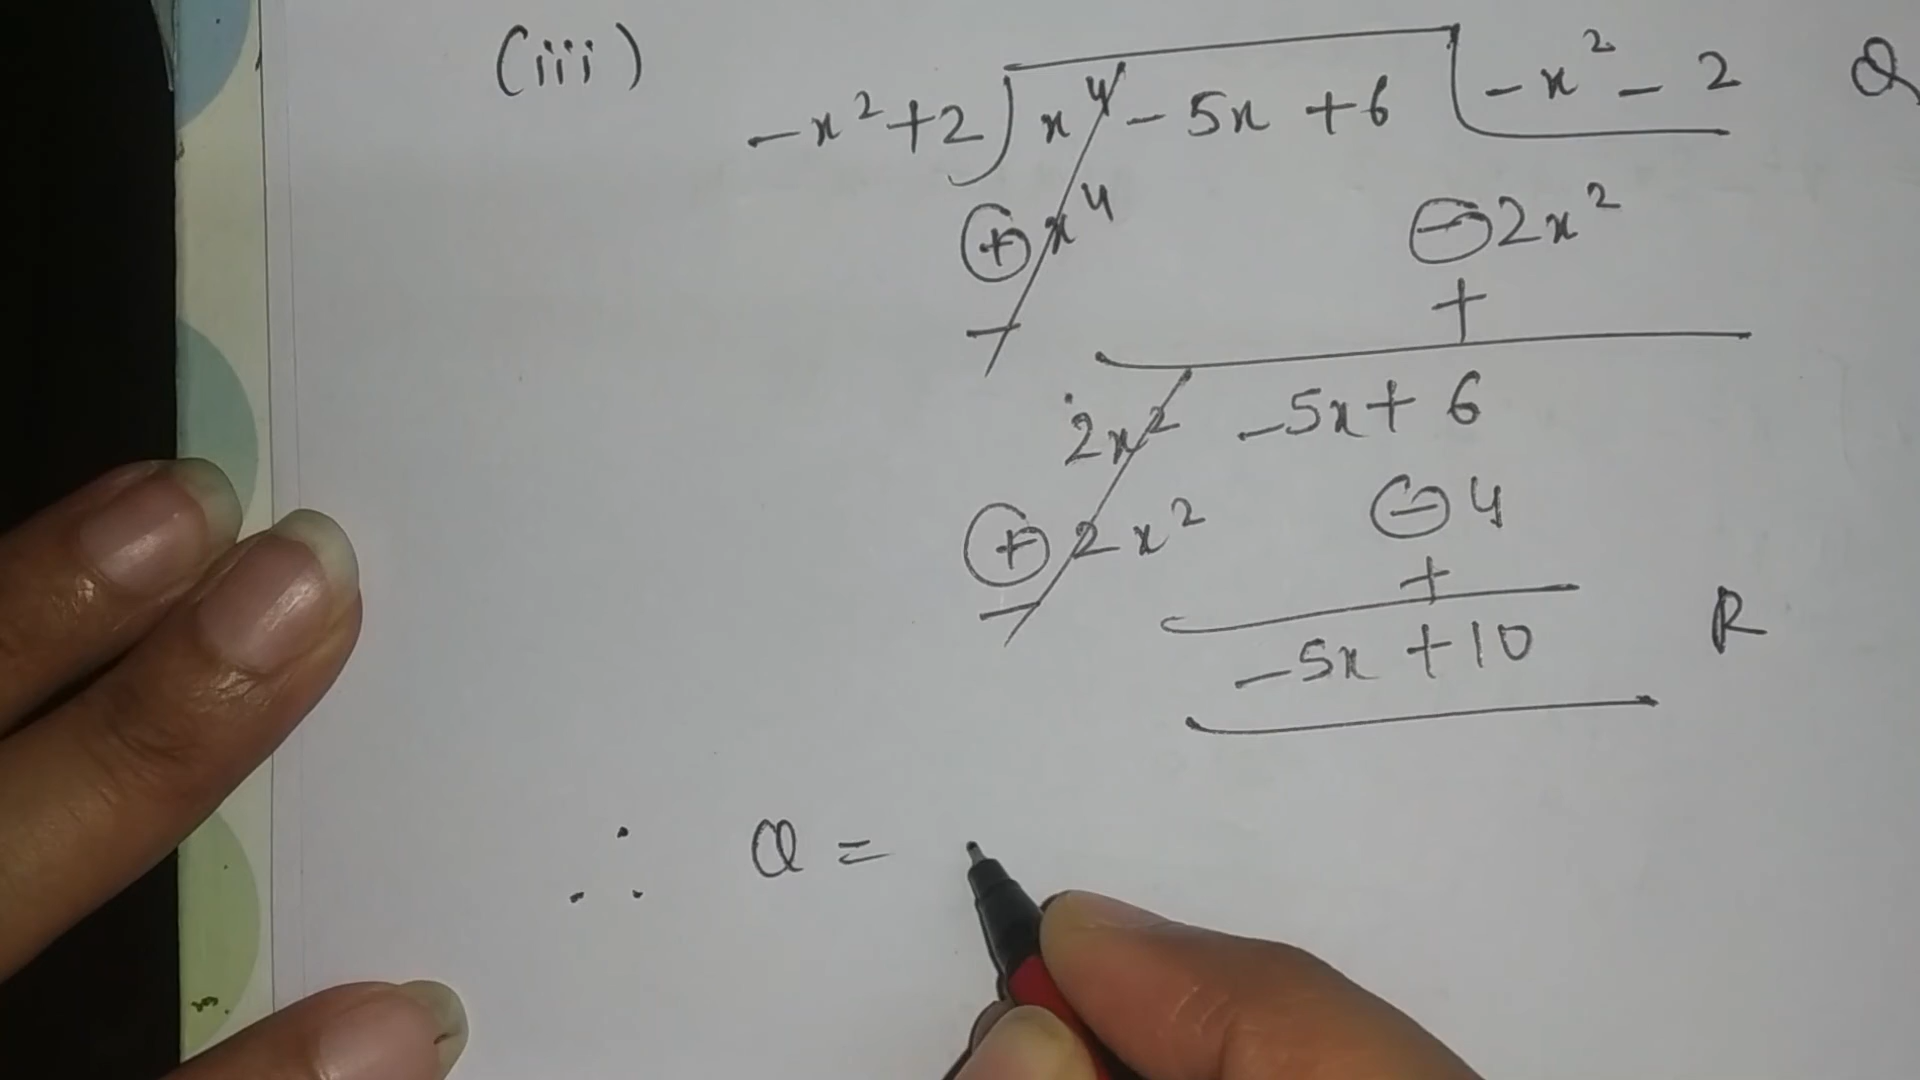 (iii)
-x²+2) x⁴ - 5x + 6 | -x² - 2 Q
⊕x⁴ ⊖2x²
- +
2x² -5x + 6
⊕2x² ⊖4
- +
-5x + 10 R
∴ Q =